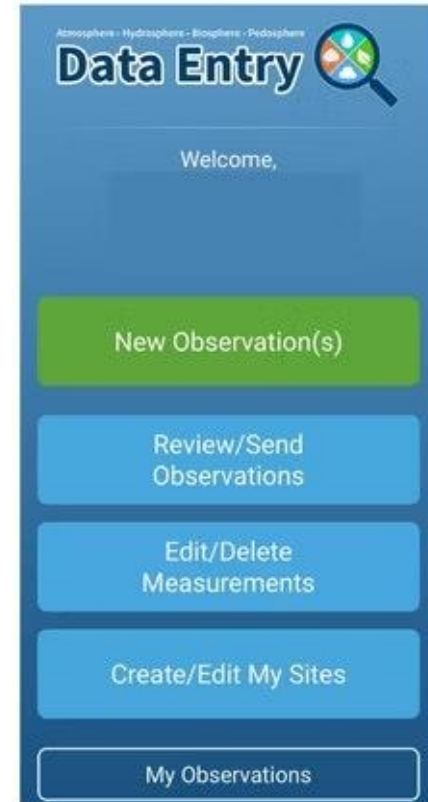 Atmosphere - Hydrosphere - Biosphere - Pedosphere
Data Entry
Welcome,
New Observation(s)
Review/Send
Observations
Edit/Delete
Measurements
Create/Edit My Sites
My Observations